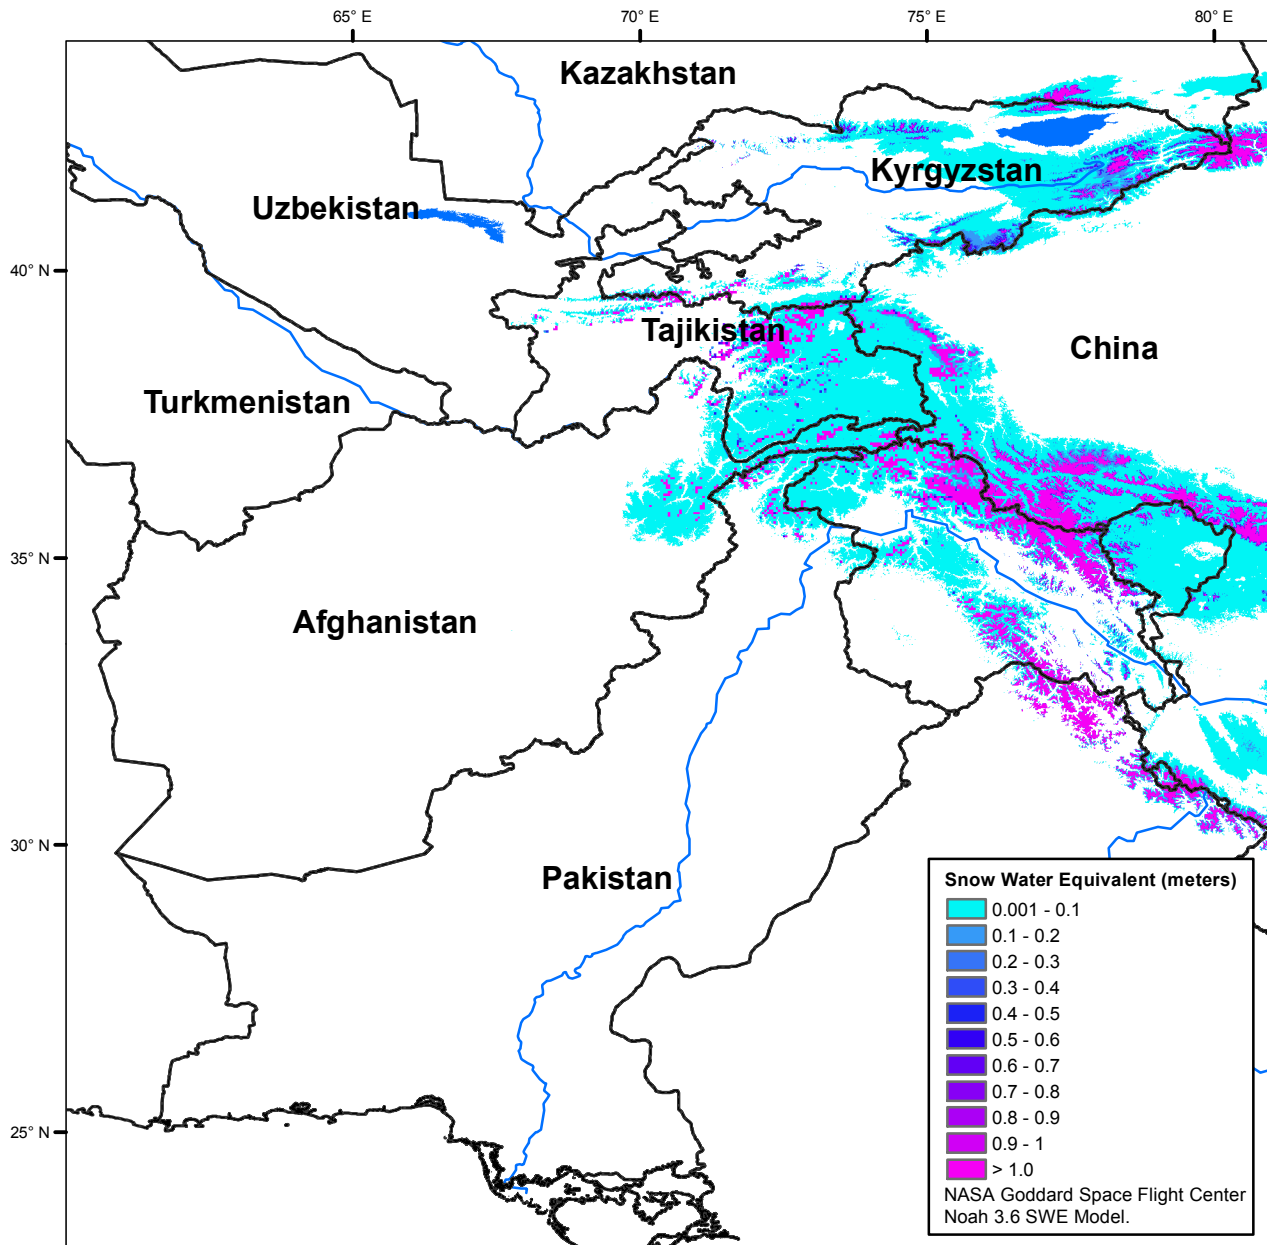 65° E
70° E
75° E
80° E
Kazakhstan
Kyrgyzstan
Uzbekistan
40° N
Tajikistan
China
Turkmenistan
35° N
Afghanistan
30° N
Pakistan
25° N
Snow Water Equivalent (meters)
0.001 - 0.1
0.1 - 0.2
0.2 - 0.3
0.3 - 0.4
0.4 - 0.5
0.5 - 0.6
0.6 - 0.7
0.7 - 0.8
0.8 - 0.9
0.9 - 1
> 1.0
NASA Goddard Space Flight Center
Noah 3.6 SWE Model.